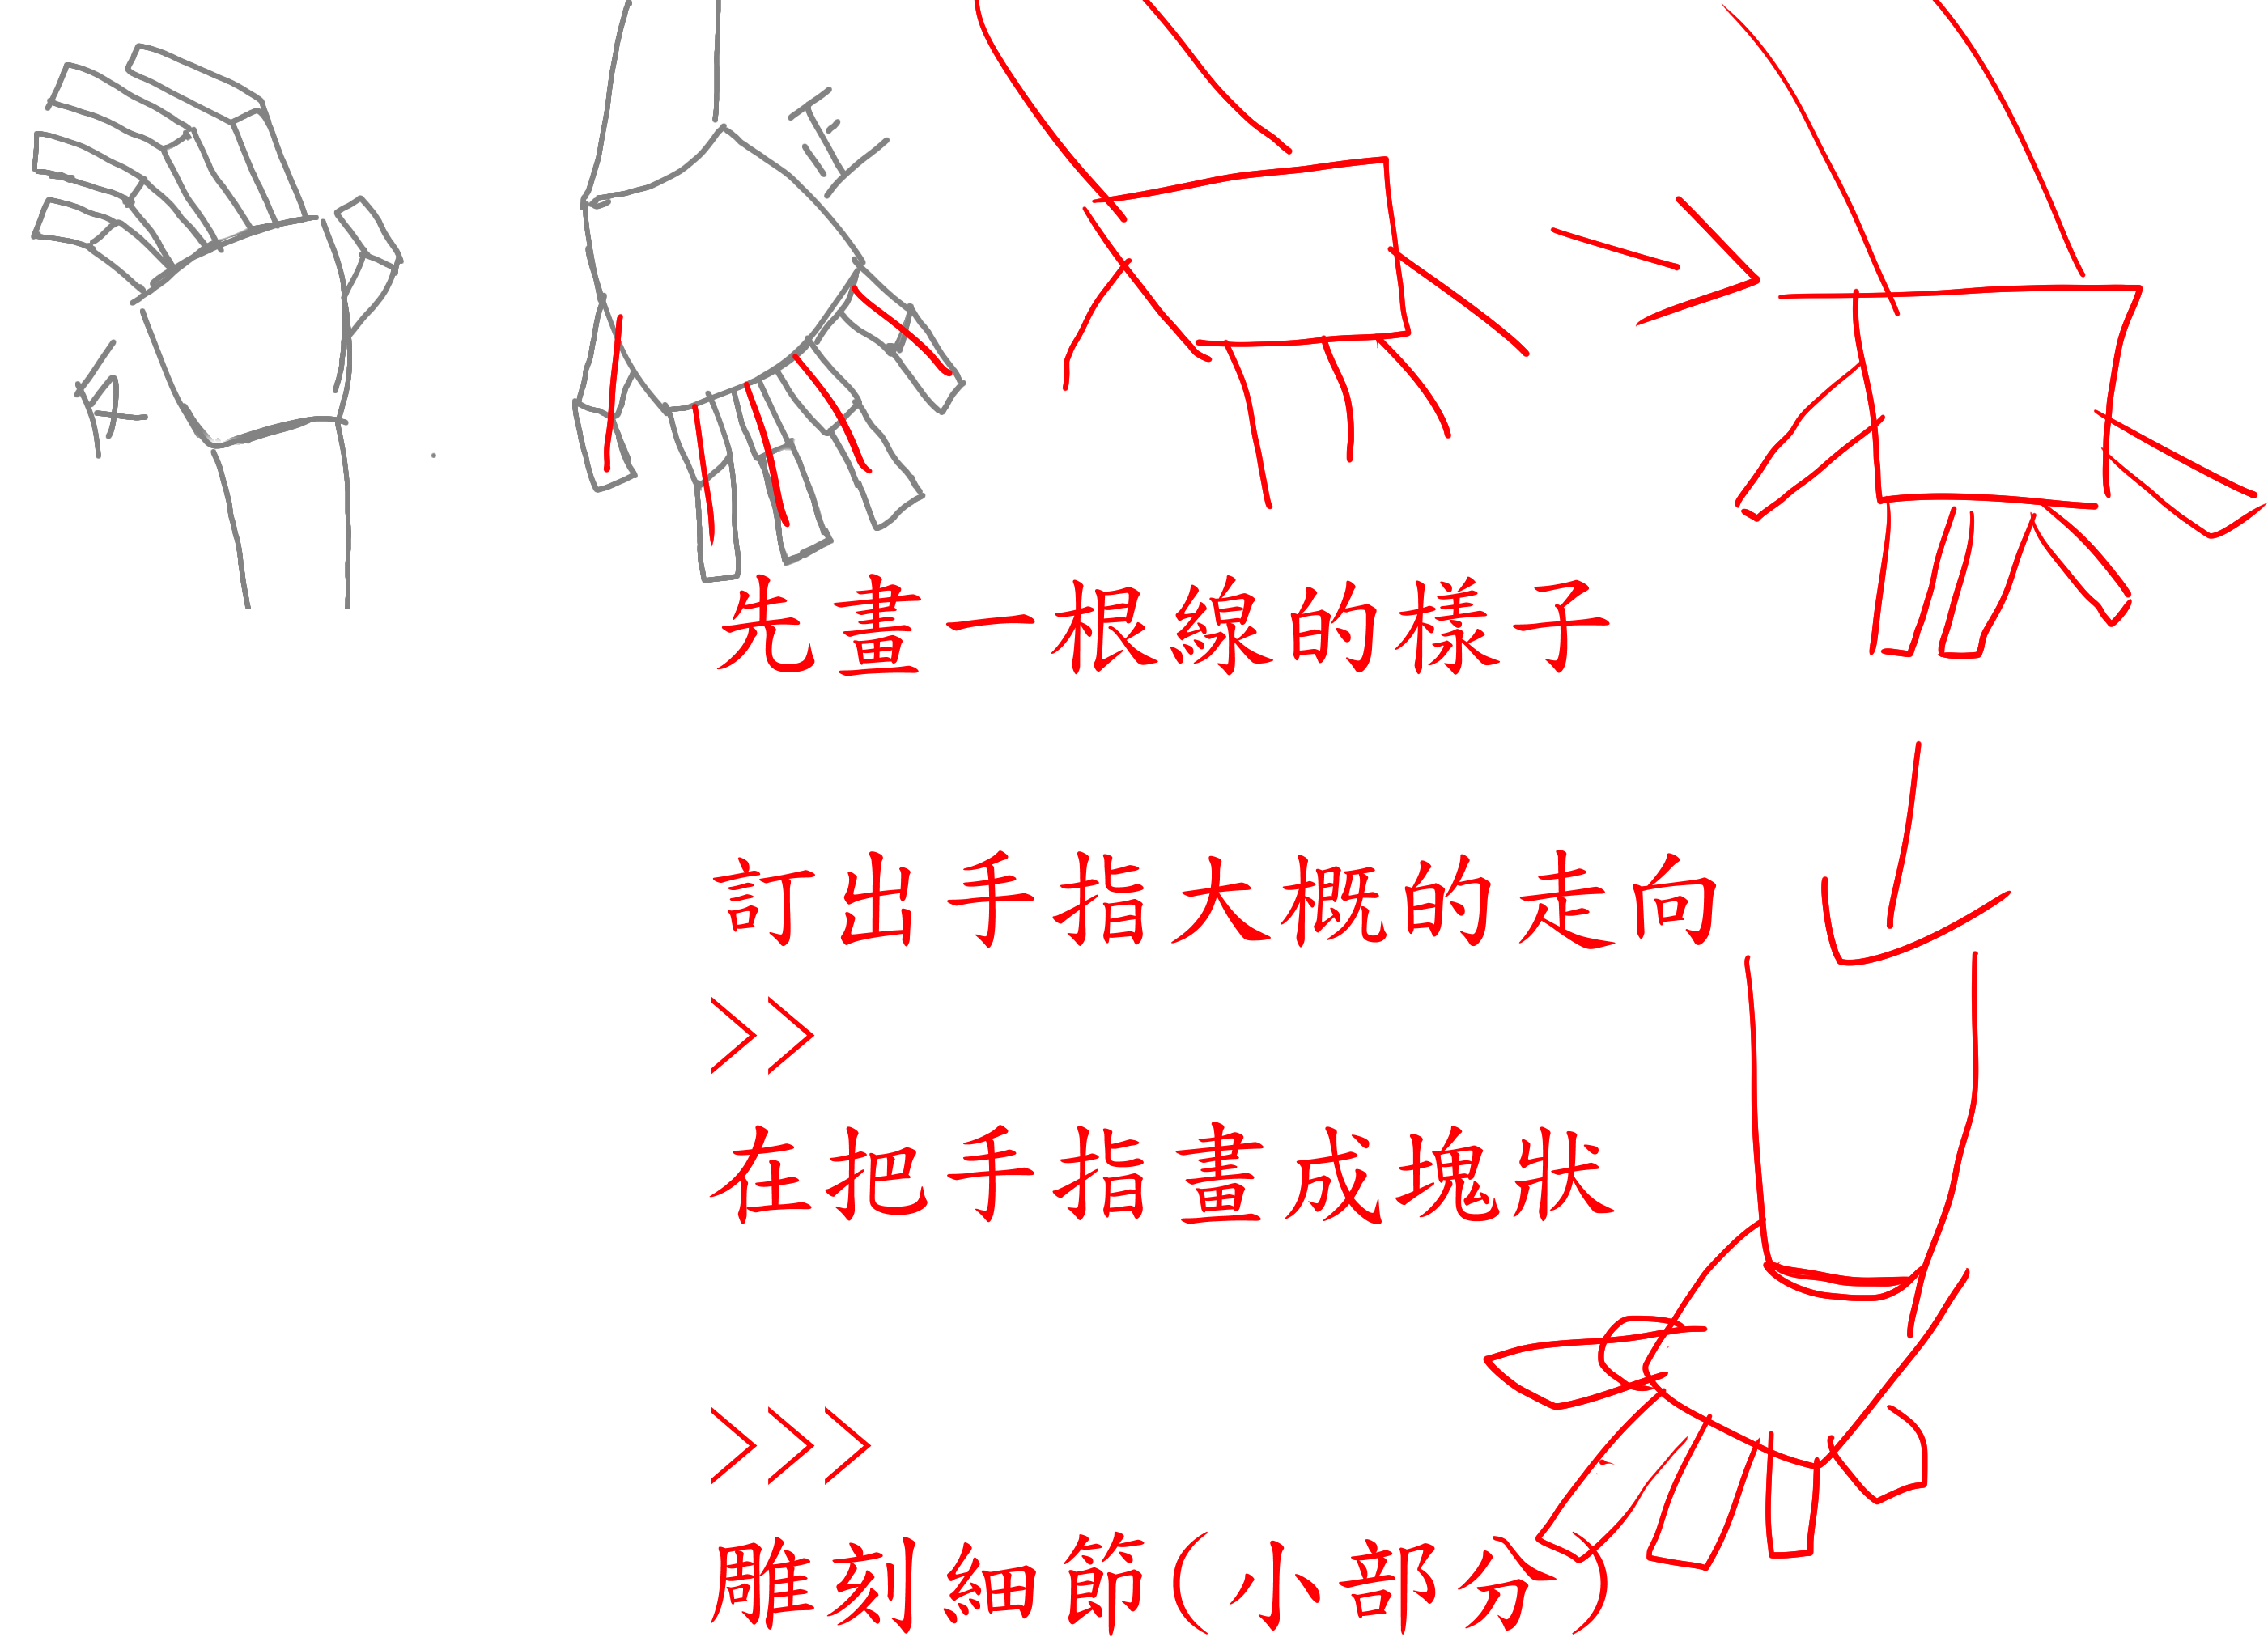 正
反
先畫一根線的樣子
訂出手指大概的走向
>>
在把手指畫成塊狀
>>>
雕刻細節(小部分)